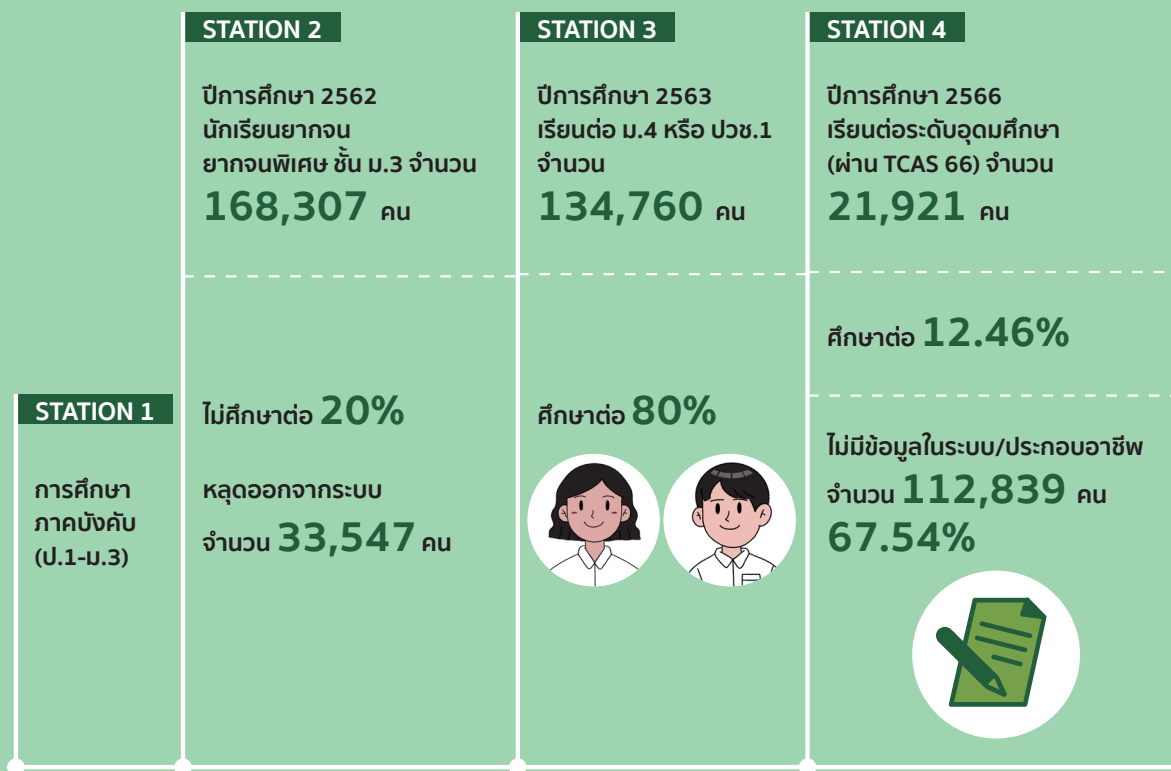 STATION 1
การศึกษา
ภาคบังคับ
(ป.1-ม.3)
STATION 2
ปีการศึกษา 2562
นักเรียนยากจน
ยากจนพิเศษ ชั้น ม.3 จำนวน
168,307 คน
ไม่ศึกษาต่อ 20%
หลุดออกจากระบบ
จำนวน 33,547 คน
STATION 3
ปีการศึกษา 2563
เรียนต่อ ม.4 หรือ ปวช.1
จำนวน
134,760 คน
ศึกษาต่อ 80%
STATION 4
ปีการศึกษา 2566
เรียนต่อระดับอุดมศึกษา
(ผ่าน TCAS 66) จำนวน
21,921 คน
ศึกษาต่อ 12.46%
ไม่มีข้อมูลในระบบ/ประกอบอาชีพ
จำนวน 112,839 คน
67.54%